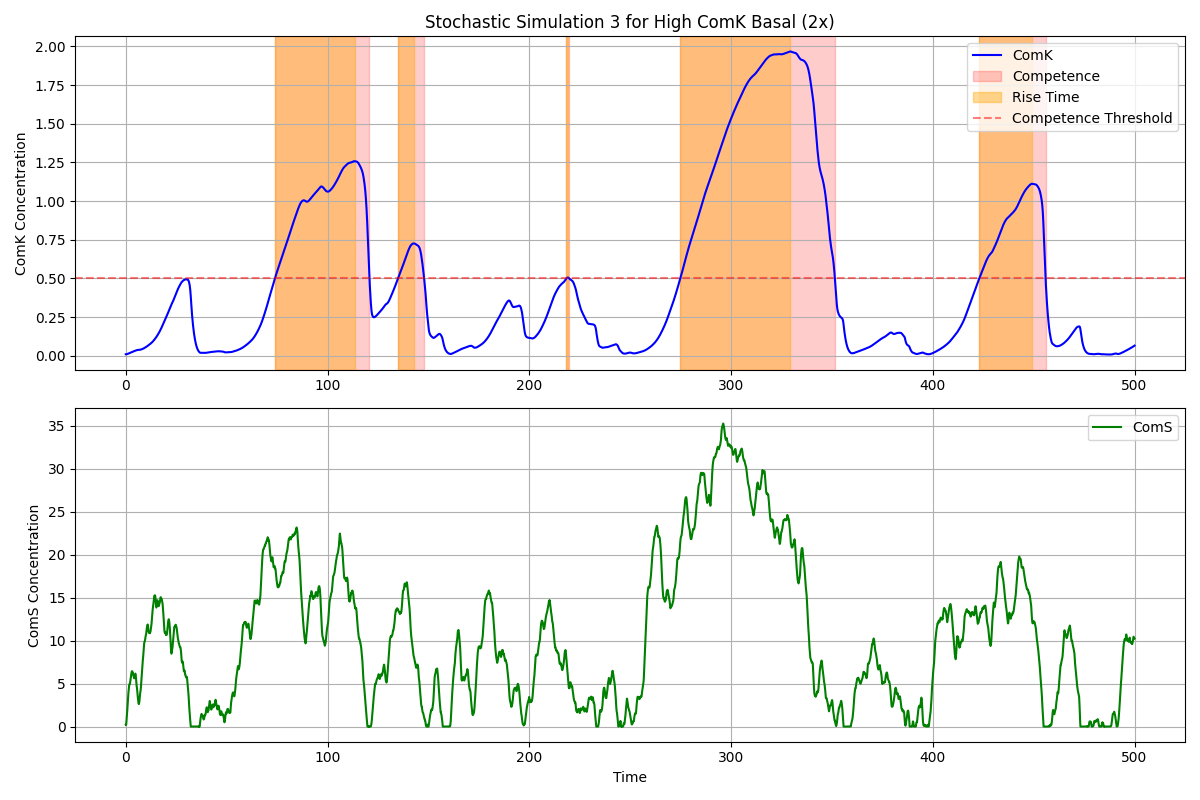 Stochastic Simulation 3 for High ComK Basal (2x)
ComK Concentration
2.00
1.75
1.50
1.25
1.00
0.75
0.50
0.25
0.00
ComK
Competence
Rise Time
Competence Threshold
0 100 200 300 400 500
ComS Concentration
35
30
25
20
15
10
5
0
ComS
0 100 200 300 400 500
Time